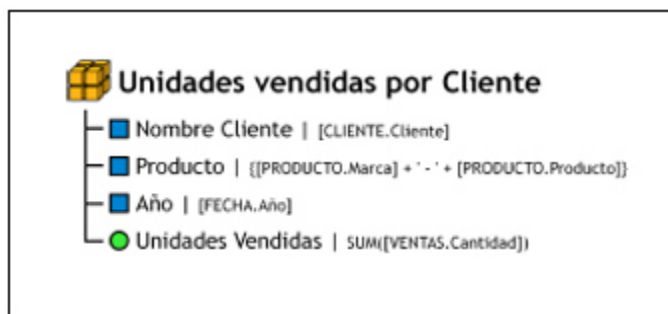 Unidades vendidas por Cliente
Nombre Cliente | [CLIENTE.Cliente]
Producto | {[PRODUCTO.Marca] + ' - ' + [PRODUCTO.Producto]}
Año | [FECHA.Año]
Unidades Vendidas | SUM([VENTAS.Cantidad])